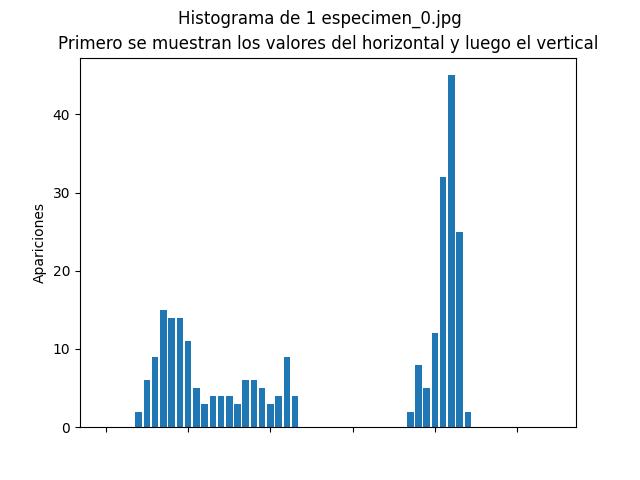 Histograma de 1 especimen_0.jpg
Primero se muestran los valores del horizontal y luego el vertical
40
30
20
10
0
Apariciones